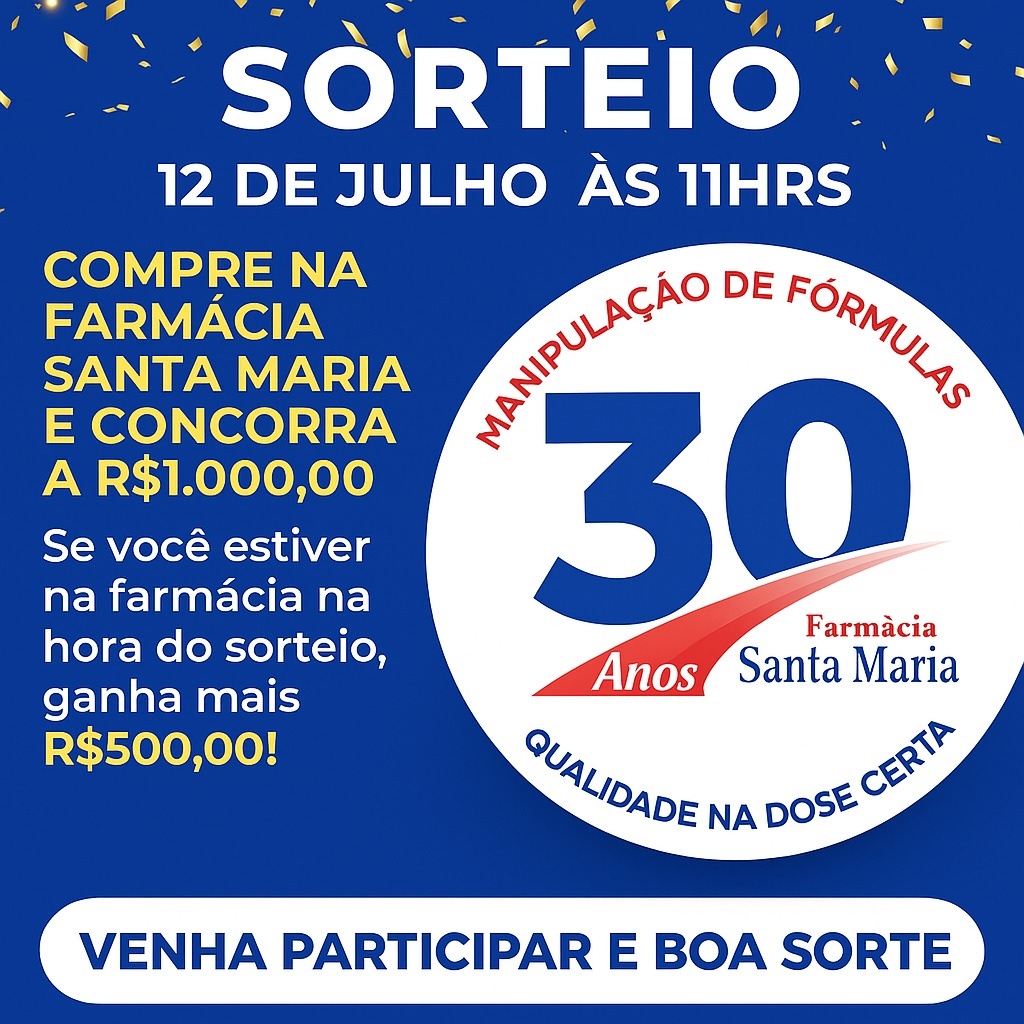 SORTEIO
12 DE JULHO ÀS 11HRS
COMPRE NA
FARMÁCIA
SANTA MARIA
E CONCORRA
A R$1.000,00
Se você estiver
na farmácia na
hora do sorteio,
ganha mais
R$500,00!
MANIPULAÇÁO DE FÓRMULAS
30
Anos
Farmàcia
Santa Maria
QUALIDADE NA DOSE CERTA
VENHA PARTICIPAR E BOA SORTE